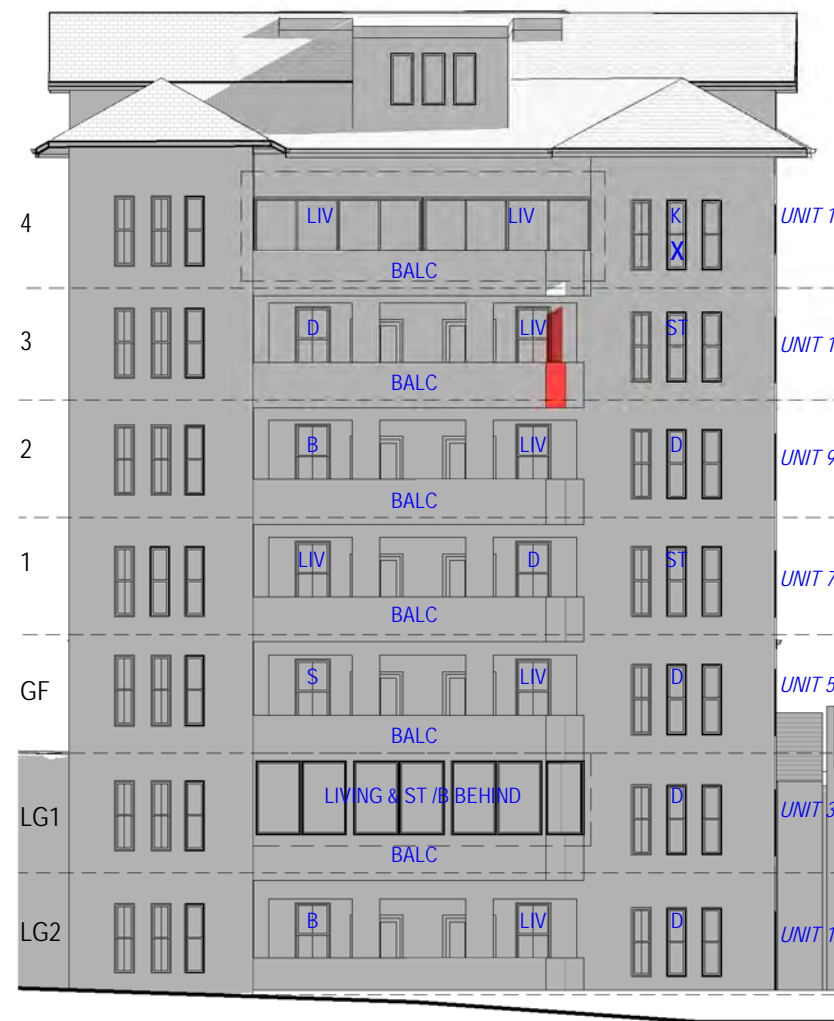 4 LIV LIV K UNIT 1
X
BALC
3 D LIV ST UNIT 1
BALC
2 B LIV D UNIT 9
BALC
1 LIV D ST UNIT 7
BALC
GF S LIV D UNIT 5
BALC
LG1 LIVING & ST /B BEHIND D UNIT 3
BALC
LG2 B LIV D UNIT 1